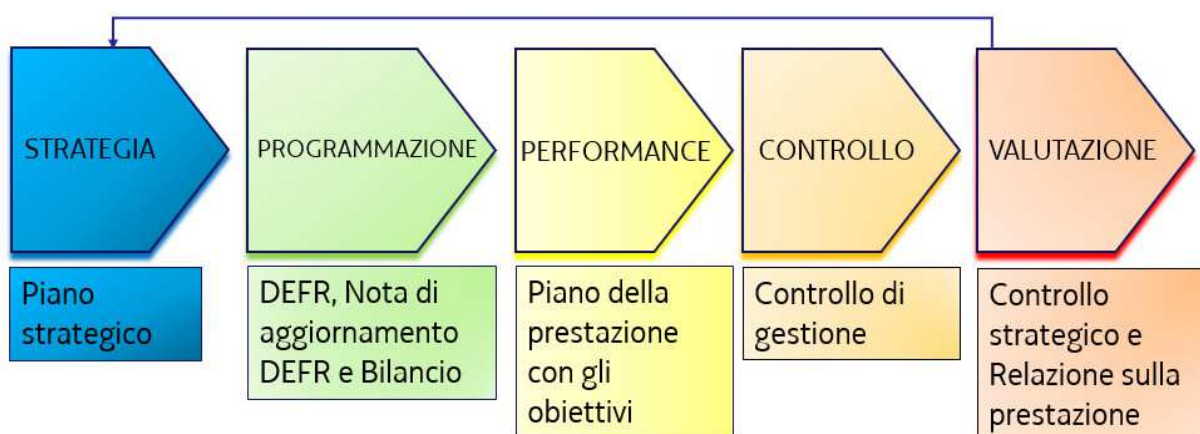 STRATEGIA
PROGRAMMAZIONE
PERFORMANCE
CONTROLLO
VALUTAZIONE
Piano
strategico
DEFR, Nota di
aggiornamento
DEFR e Bilancio
Piano della
prestazione
con gli
obiettivi
Controllo di
gestione
Controllo
strategico e
Relazione sulla
prestazione